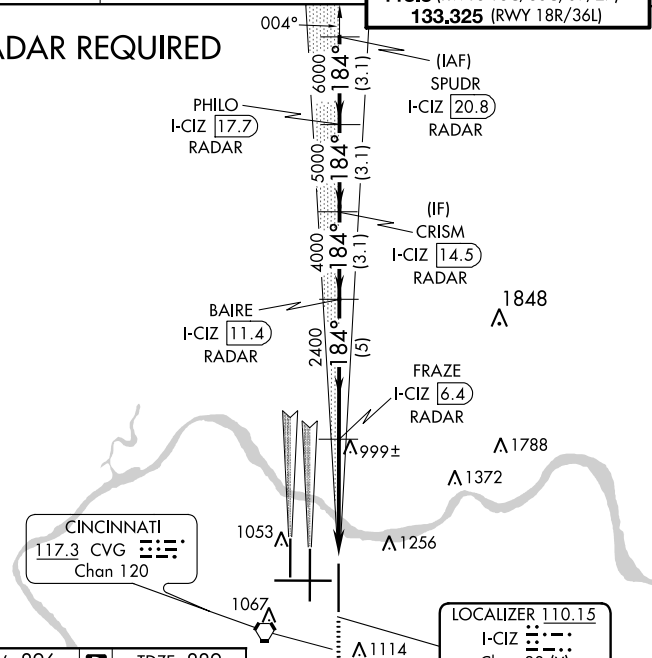 133.325 (RWY 18R/36L)
RADAR REQUIRED
004°
6000
184°
(3.1)
(IAF)
SPUDR
I-CIZ 20.8
RADAR
PHILO
I-CIZ 17.7
RADAR
5000
184°
(3.1)
(IF)
CRISM
I-CIZ 14.5
RADAR
4000
184°
(3.1)
1848
BAIRE
I-CIZ 11.4
RADAR
2400
184°
(5)
FRAZE
I-CIZ 6.4
RADAR
999±
1788
1372
1053
1256
CINCINNATI
117.3 CVG
Chan 120
1067
1114
LOCALIZER 110.15
I-CIZ